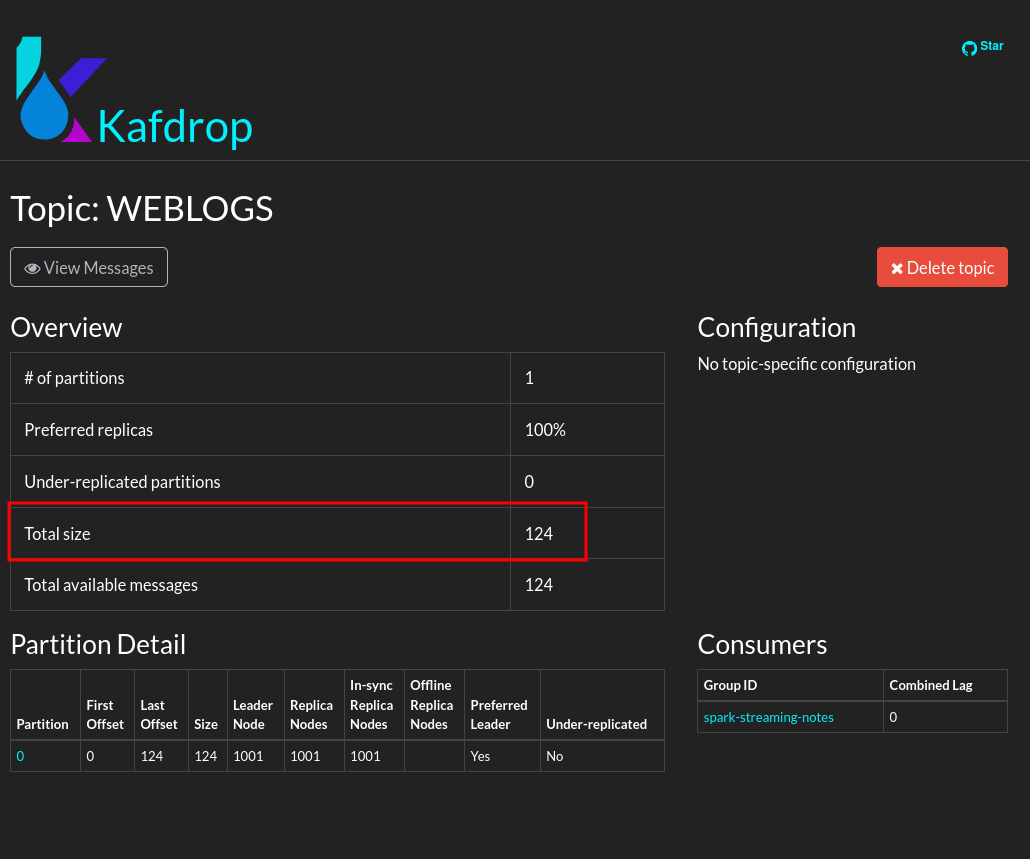 Star
Kafdrop
Topic: WEBLOGS
View Messages
Delete topic
Overview
# of partitions 1
Preferred replicas 100%
Under-replicated partitions 0
Total size 124
Total available messages 124
Configuration
No topic-specific configuration
Partition Detail
Partition First Offset Last Offset Size Leader Node Replica Nodes In-sync Replica Nodes Offline Replica Nodes Preferred Leader Under-replicated
0 0 124 124 1001 1001 1001 Yes No
Consumers
Group ID Combined Lag
spark-streaming-notes 0